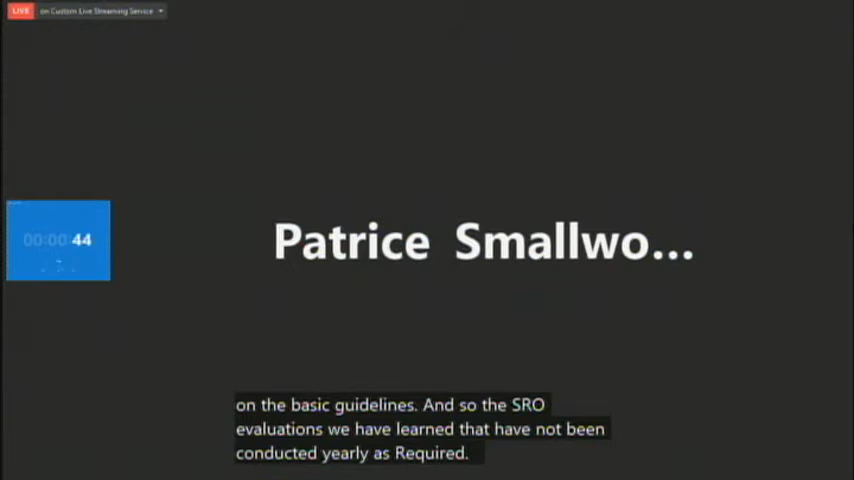 LIVE on Custom Live Streaming Service
00:00:44
Patrice Smallwo...
on the basic guidelines. And so the SRO
evaluations we have learned that have not been
conducted yearly as Required.